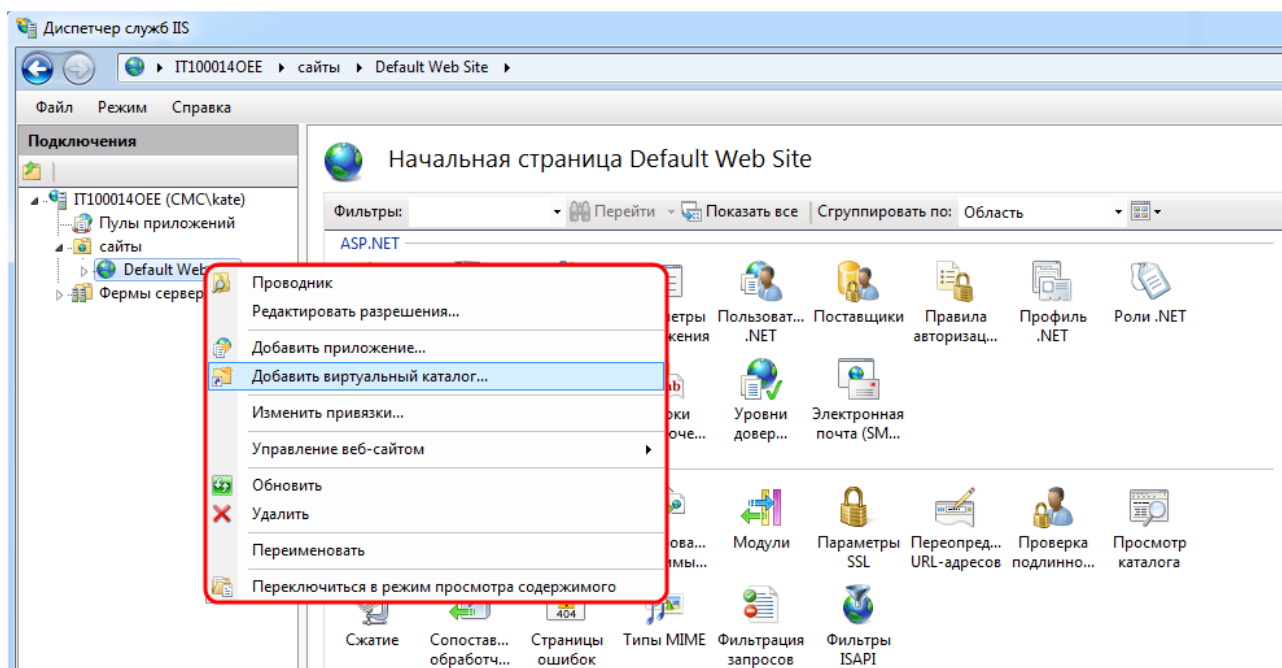 Диспетчер служб IIS
IT100014OEE сайты Default Web Site
Файл Режим Справка
Подключения
IT100014OEE (CMC\kate)
Пулы приложений
сайты
Default Web
Фермы сервер
Начальная страница Default Web Site
Фильтры: Перейти Показать все Сгруппировать по: Область
ASP.NET
Пользоват... Поставщики Правила Профиль Роли .NET
.NET авторизац... .NET
Уровни Электронная
довер... почта (SM...
Модули Параметры Переопред... Проверка Просмотр
SSL URL-адресов подлинно... каталога
404
Сжатие Сопостав... Страницы Типы MIME Фильтрация Фильтры
обработч... ошибок запросов ISAPI
Проводник
Редактировать разрешения...
Добавить приложение...
Добавить виртуальный каталог...
Изменить привязки...
Управление веб-сайтом
Обновить
Удалить
Переименовать
Переключиться в режим просмотра содержимого